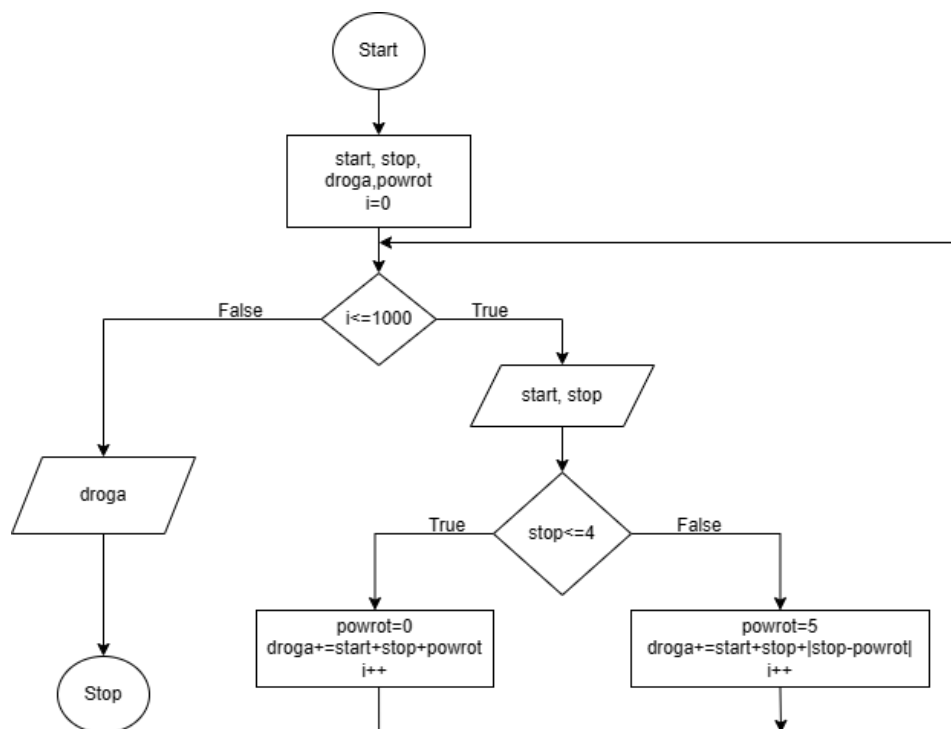 Start
start, stop,
droga,powrot
i=0
False
i<=1000
True
start, stop
droga
True
stop<=4
False
powrot=0
droga+=start+stop+powrot
i++
powrot=5
droga+=start+stop+|stop-powrot|
i++
Stop